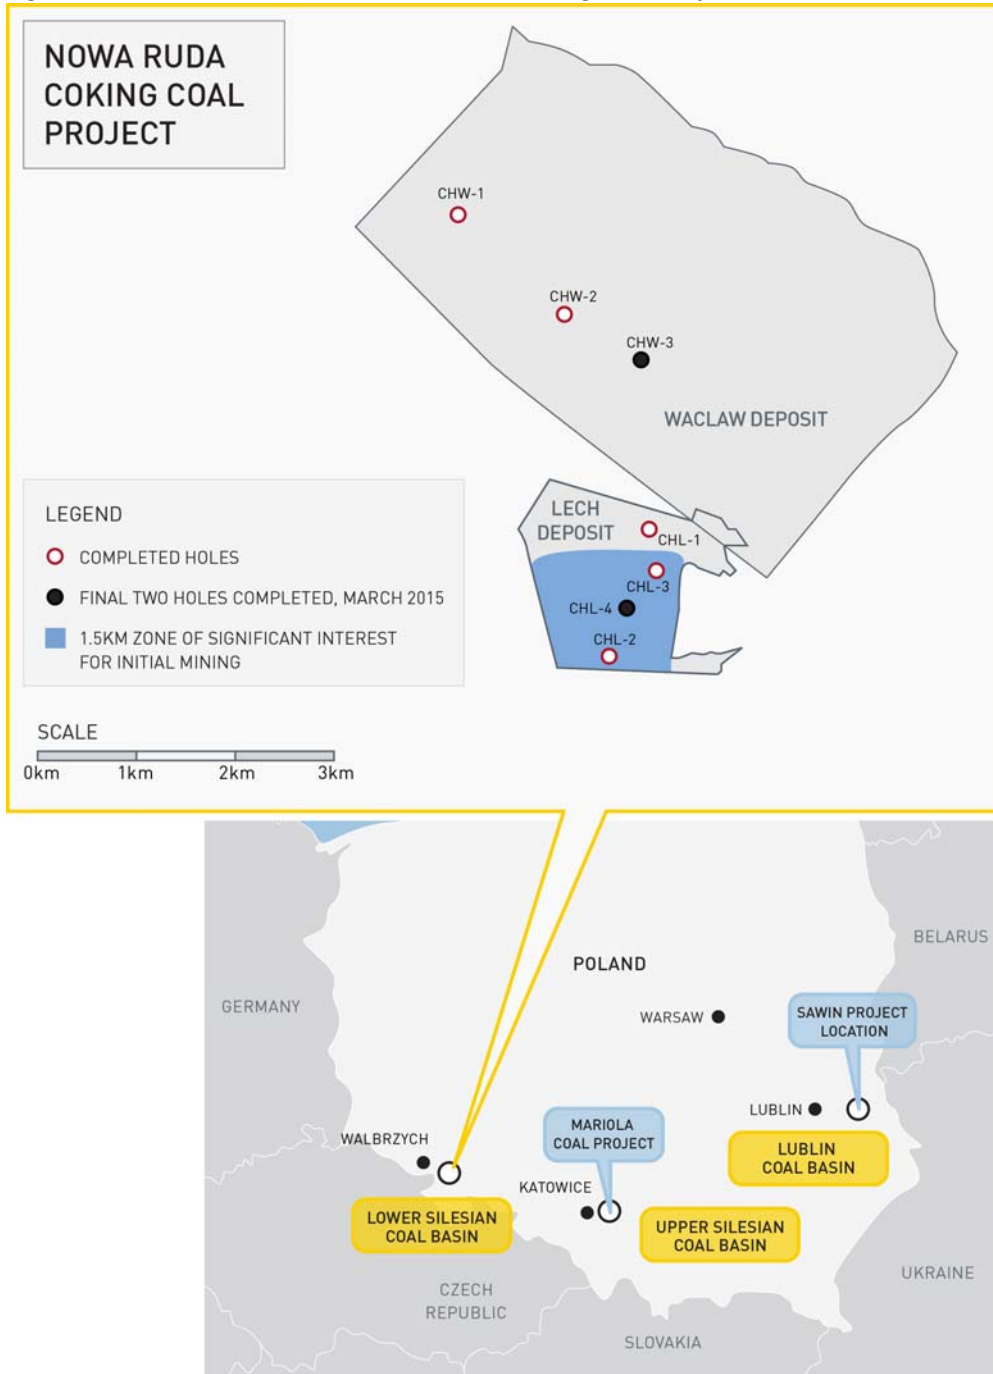 NOWA RUDA
COKING COAL
PROJECT
CHW-1
CHW-2
CHW-3
WACLAW DEPOSIT
LECH
DEPOSIT
CHL-1
CHL-3
CHL-4
CHL-2
LEGEND
COMPLETED HOLES
FINAL TWO HOLES COMPLETED, MARCH 2015
1.5KM ZONE OF SIGNIFICANT INTEREST
FOR INITIAL MINING
SCALE
0km 1km 2km 3km
BELARUS
POLAND
GERMANY
WARSAW
SAWIN PROJECT
LOCATION
LUBLIN
MARIOLA
COAL PROJECT
WALBRZYCH
LUBLIN
COAL BASIN
KATOWICE
LOWER SILESIAN
COAL BASIN
UPPER SILESIAN
COAL BASIN
UKRAINE
CZECH
REPUBLIC
SLOVAKIA